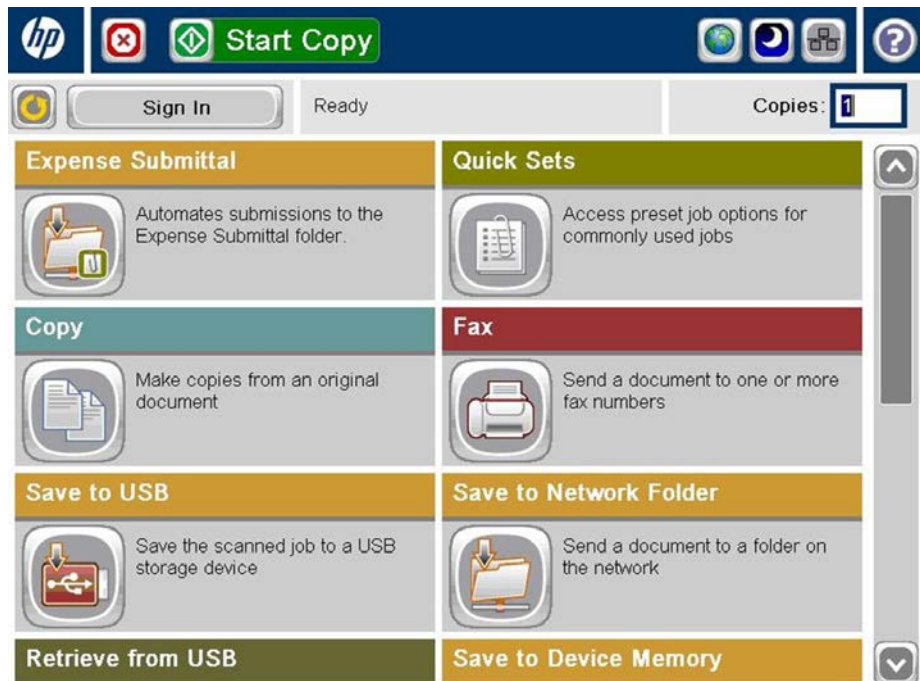 hp Start Copy ?
Sign In Ready Copies: 1
Expense Submittal
Automates submissions to the
Expense Submittal folder.
Quick Sets
Access preset job options for
commonly used jobs
Copy
Make copies from an original
document
Fax
Send a document to one or more
fax numbers
Save to USB
Save the scanned job to a USB
storage device
Save to Network Folder
Send a document to a folder on
the network
Retrieve from USB
Save to Device Memory